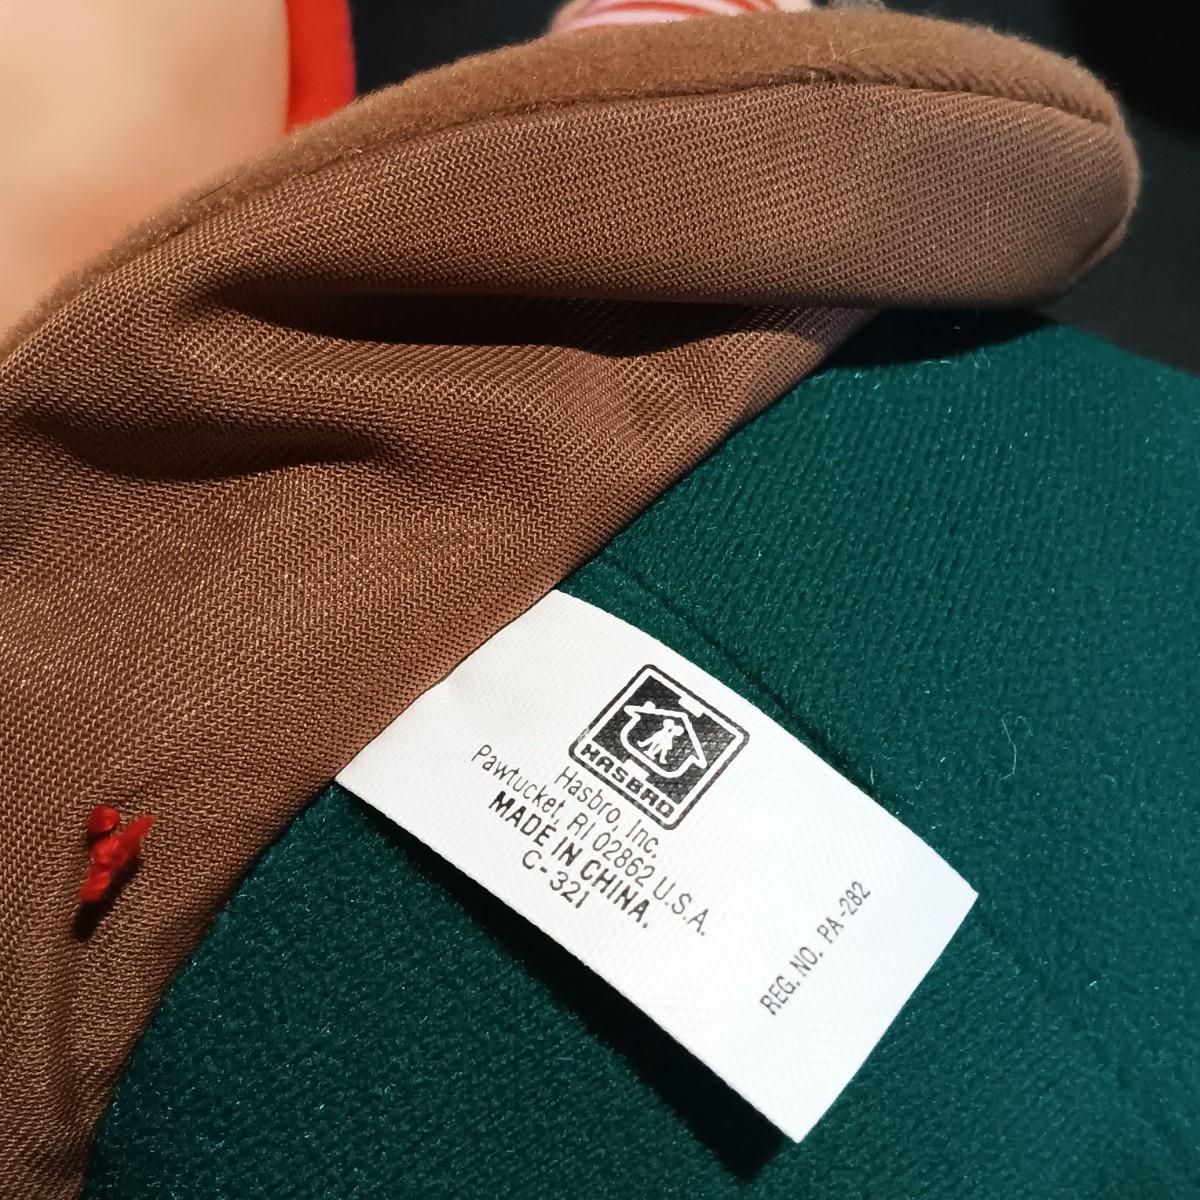 HASBRO
Hasbro, Inc.
Pawtucket, RI 02862 U.S.A.
MADE IN CHINA.
C-321
REG. NO. PA-282